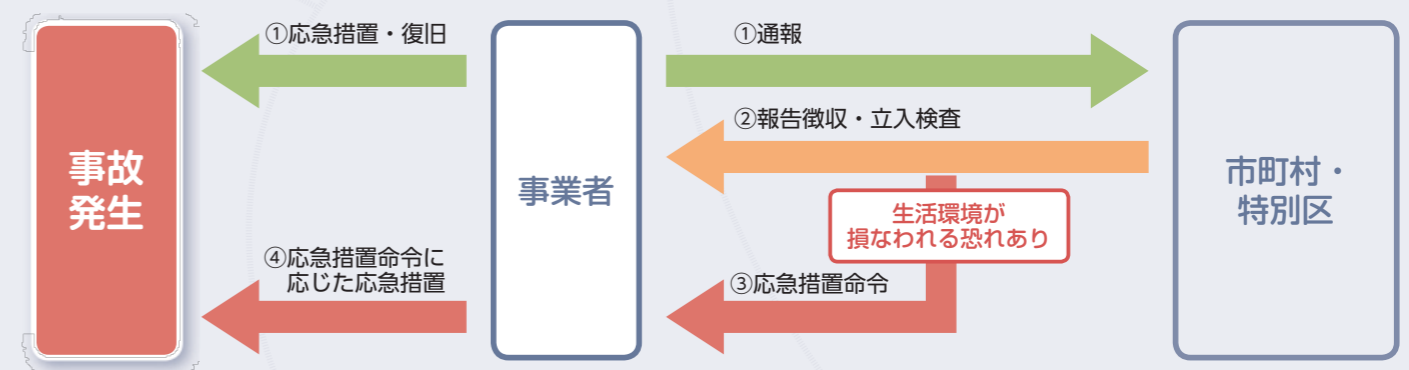 ①応急措置・復旧
①通報
②報告徴収・立入検査
事故
発生
事業者
市町村・
特別区
生活環境が
損なわれる恐れあり
④応急措置命令に
応じた応急措置
③応急措置命令